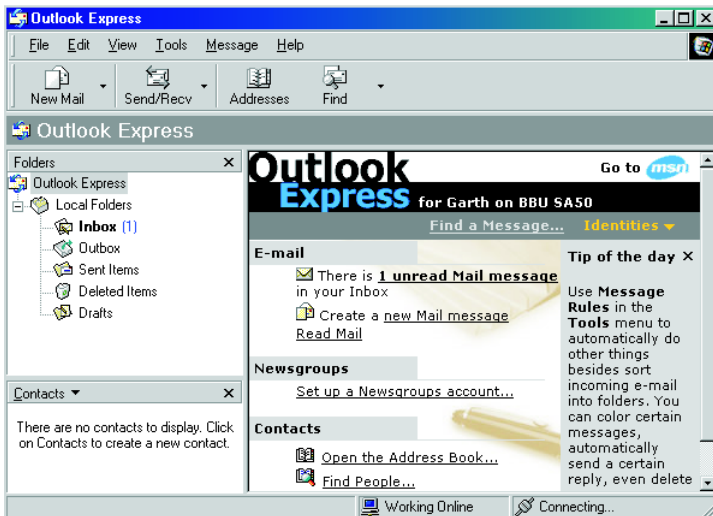 Outlook Express
File Edit View Tools Message Help
New Mail Send/Recv Addresses Find
Outlook Express
Folders
Outlook Express
Local Folders
Inbox (1)
Outbox
Sent Items
Deleted Items
Drafts
Contacts
There are no contacts to display. Click
on Contacts to create a new contact.
Outlook
Express for Garth on BBU SA50
Go to msn
Find a Message... Identities
E-mail
There is 1 unread Mail message
in your Inbox
Create a new Mail message
Read Mail
Newsgroups
Set up a Newsgroups account...
Contacts
Open the Address Book...
Find People...
Tip of the day
Use Message
Rules in the
Tools menu to
automatically do
other things
besides sort
incoming e-mail
into folders. You
can color certain
messages,
automatically
send a certain
reply, even delete
Working Online Connecting...